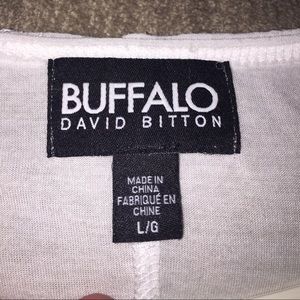 BUFFALO
DAVID BITTON
MADE IN
CHINA
FABRIQUÉ EN
CHINE
L/G